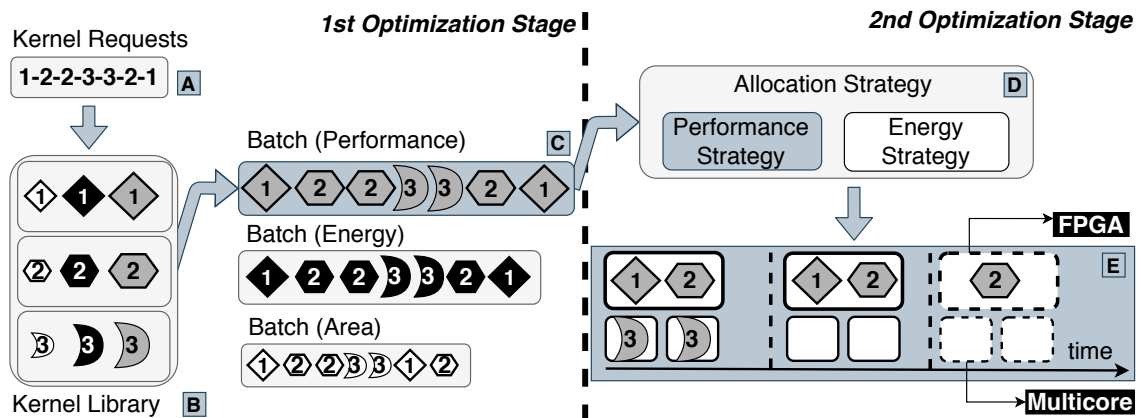 1st Optimization Stage
2nd Optimization Stage
Kernel Requests
1-2-2-3-3-2-1
A
Allocation Strategy
D
Performance
Strategy
Energy
Strategy
Batch (Performance)
C
1 2 2 3 3 2 1
1 1 1
2 2 2
3 3 3
Kernel Library
B
Batch (Energy)
1 2 2 3 3 2 1
Batch (Area)
1 2 2 3 3 1 2
FPGA
E
1 2 1 2 2
3 3
time
Multicore